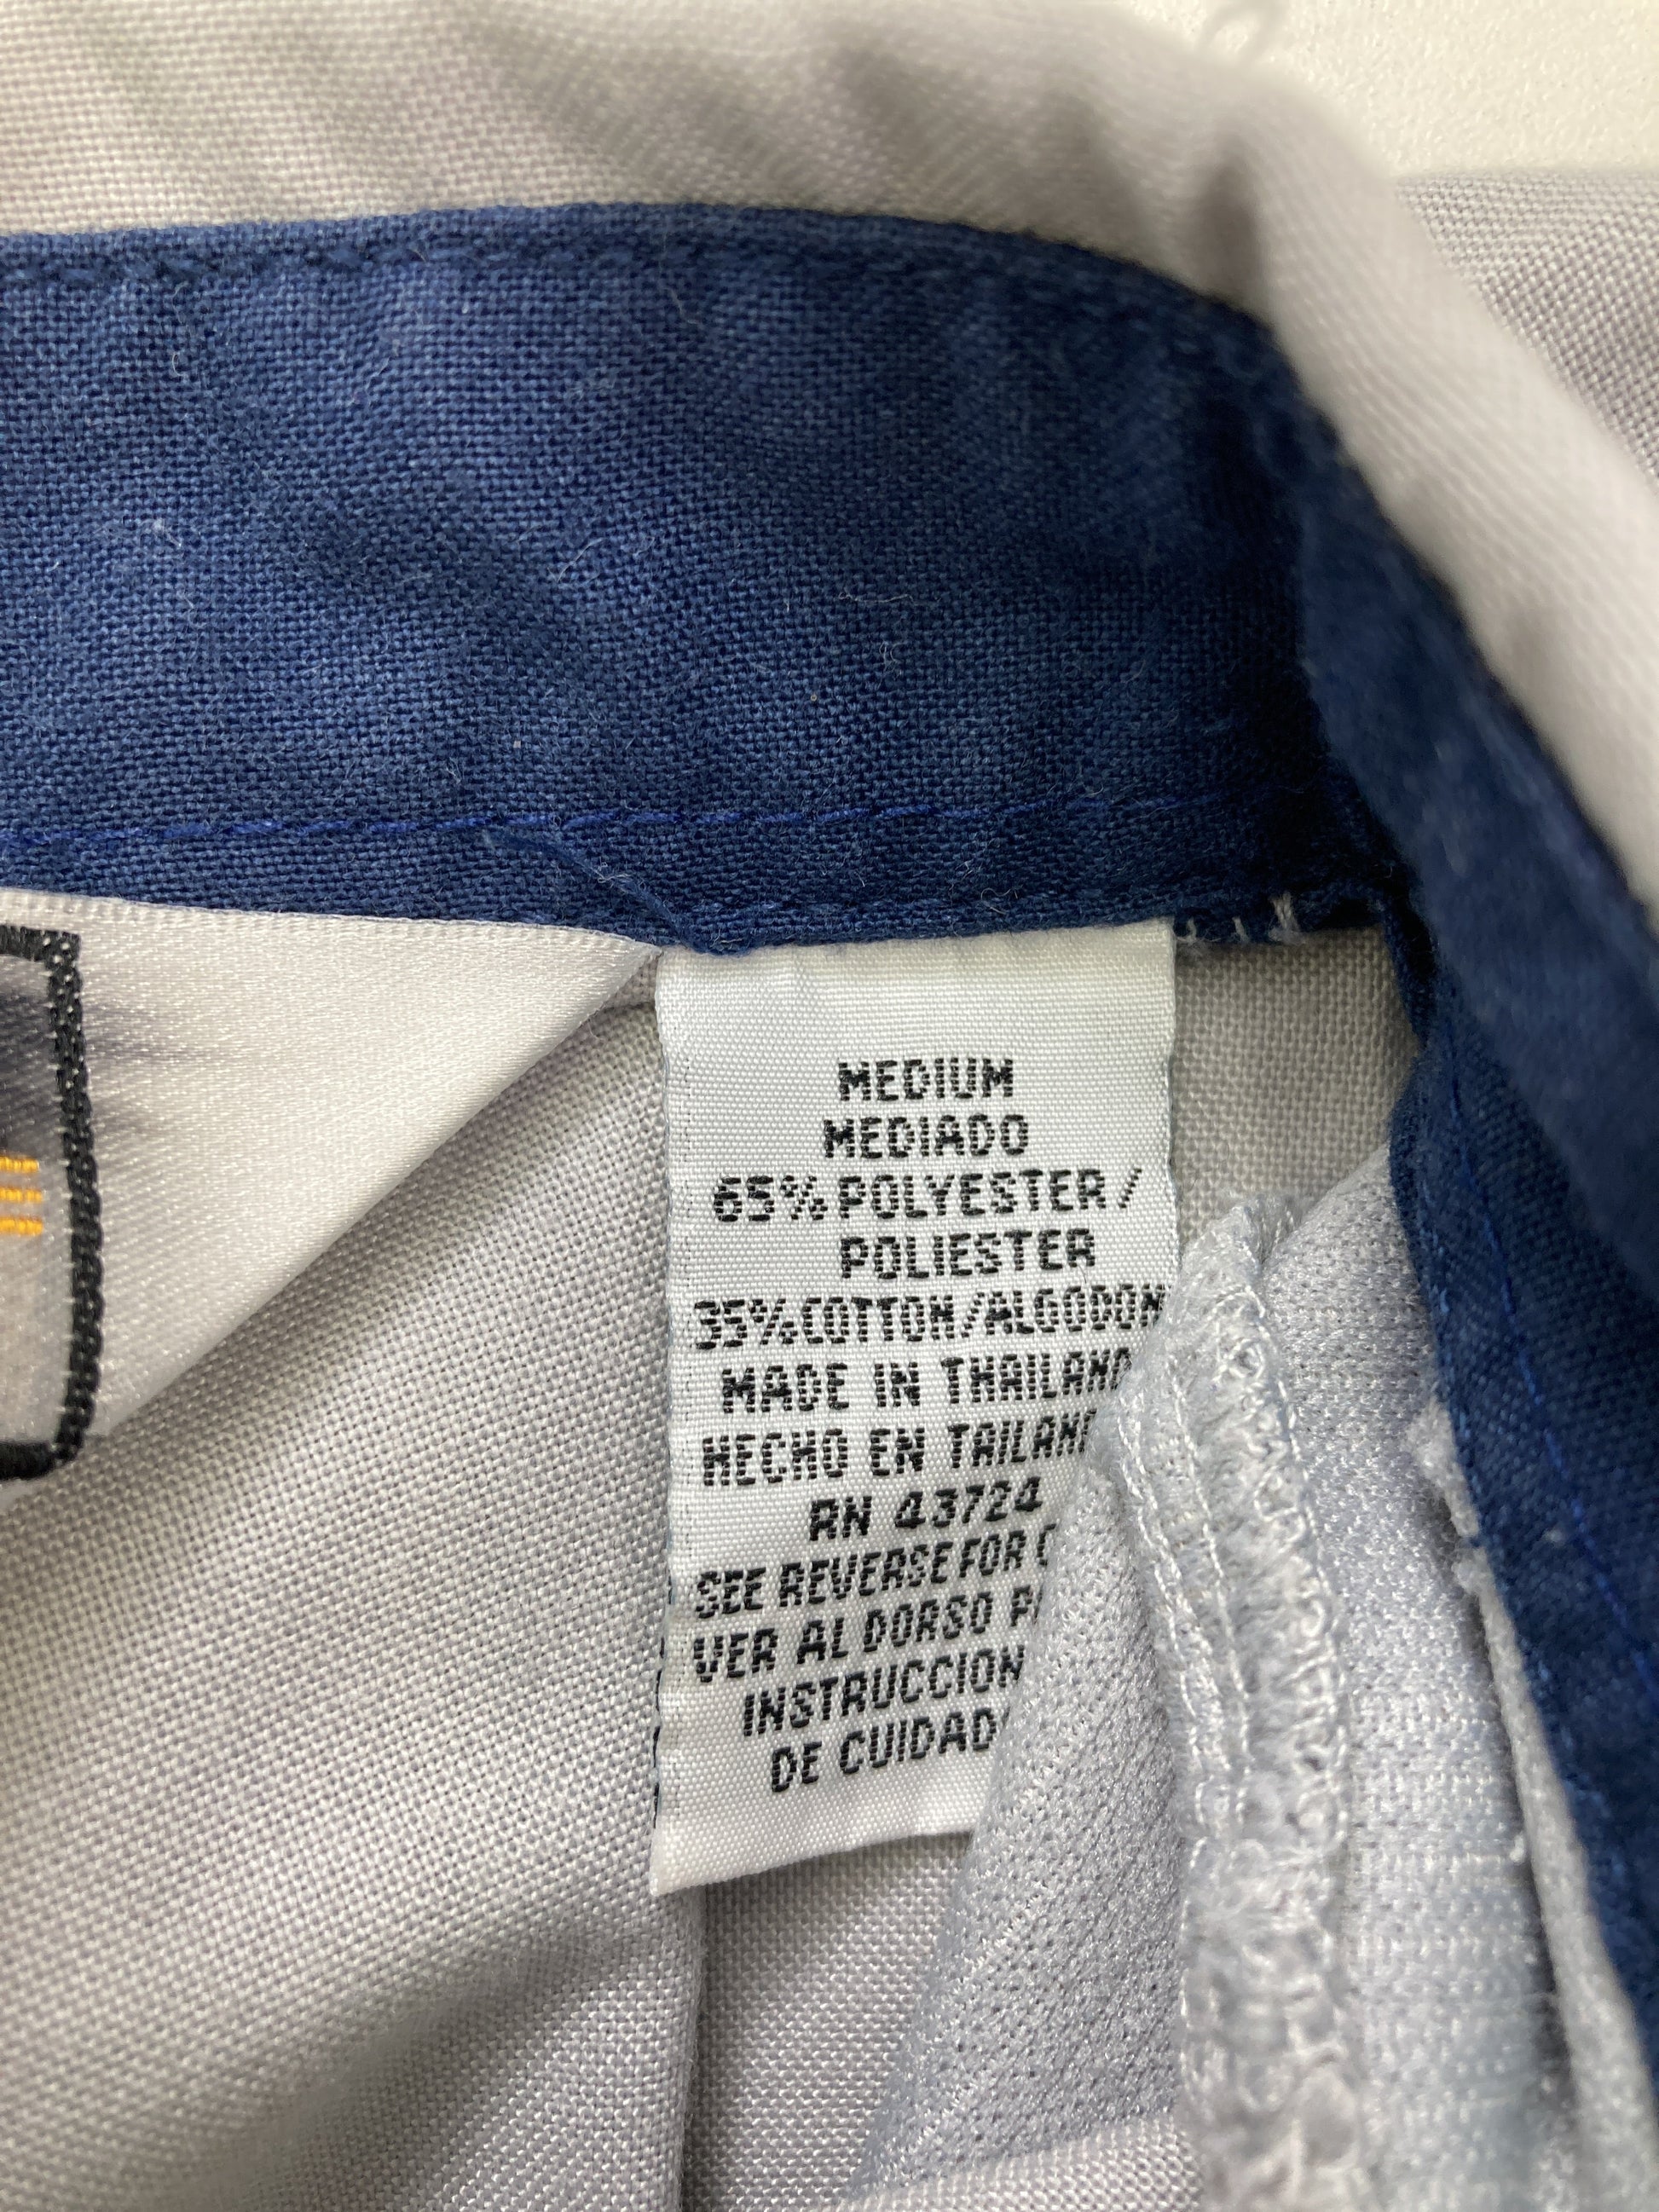 MEDIUM
MEDIADO
65% POLYESTER /
POLIESTER
35% COTTON/ALGODON
MADE IN THAILAND
HECHO EN
RN 43724
SEE REVERSE FOR
VER AL DORSO
INSTRUCCION
DE CUIDAD